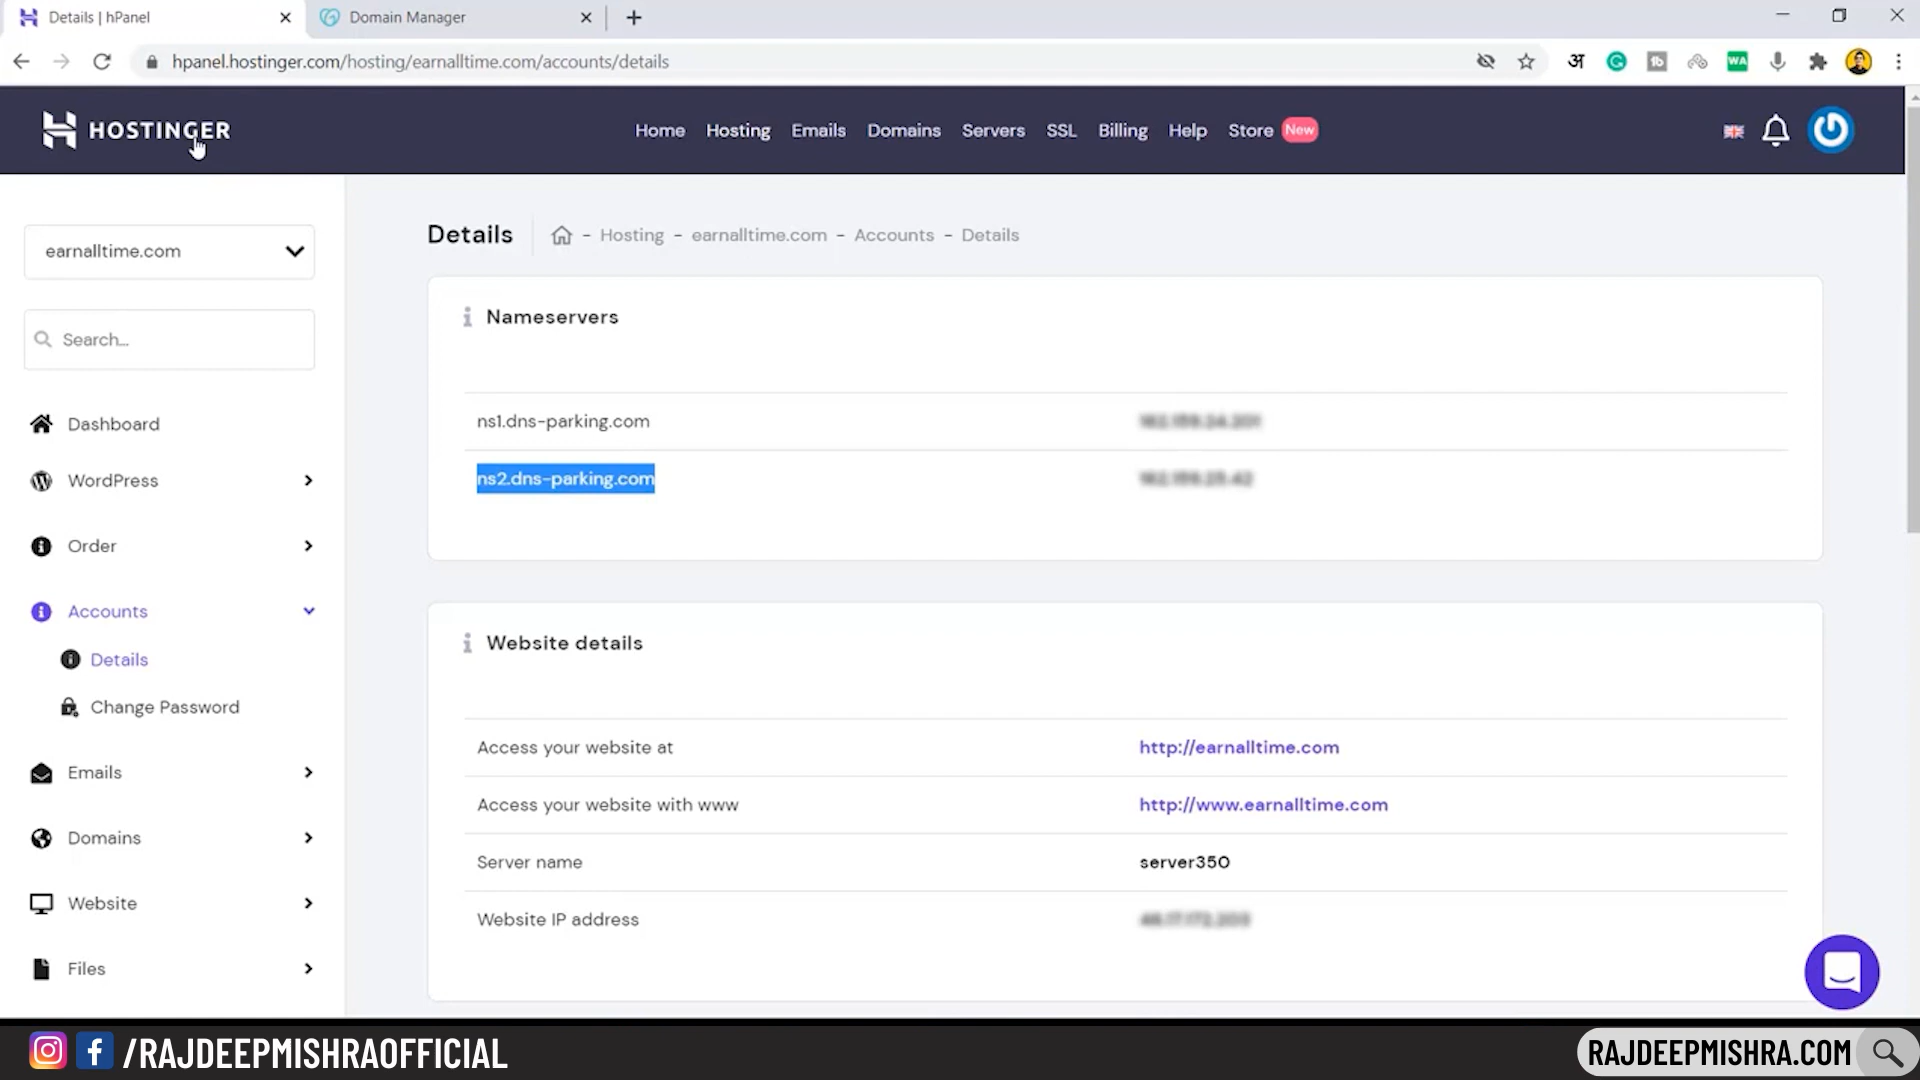 Details | hPanel
Domain Manager
hpanel.hostinger.com/hosting/earnalltime.com/accounts/details
अ
WA
HOSTINGER
Home Hosting Emails Domains Servers SSL Billing Help Store New
earnalltime.com
Search...
Dashboard
WordPress
Order
Accounts
Details
Change Password
Emails
Domains
Website
Files
Details
- Hosting - earnalltime.com - Accounts - Details
Nameservers
ns1.dns-parking.com
ns2.dns-parking.com
Website details
Access your website at http://earnalltime.com
Access your website with www http://www.earnalltime.com
Server name server350
Website IP address
/RAJDEEPMISHRAOFFICIAL
RAJDEEPMISHRA.COM